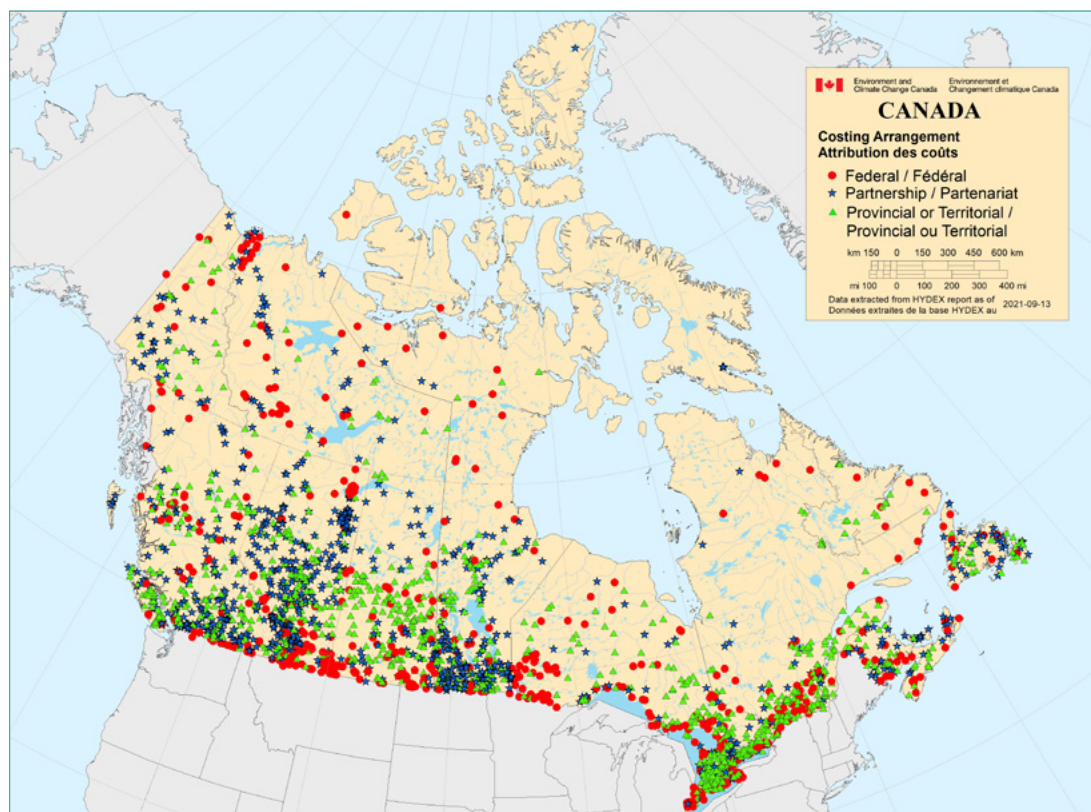 Environment and Environnement et
Climate Change Canada Changement climatique Canada
CANADA
Costing Arrangement
Attribution des coûts
Federal / Fédéral
Partnership / Partenariat
Provincial or Territorial /
Provincial ou Territorial
km 150 0 150 300 450 600 km
mi 100 0 100 200 400 mi
Data extracted from HYDEX report as of 2021-09-13
Données extraites de la base HYDEX au